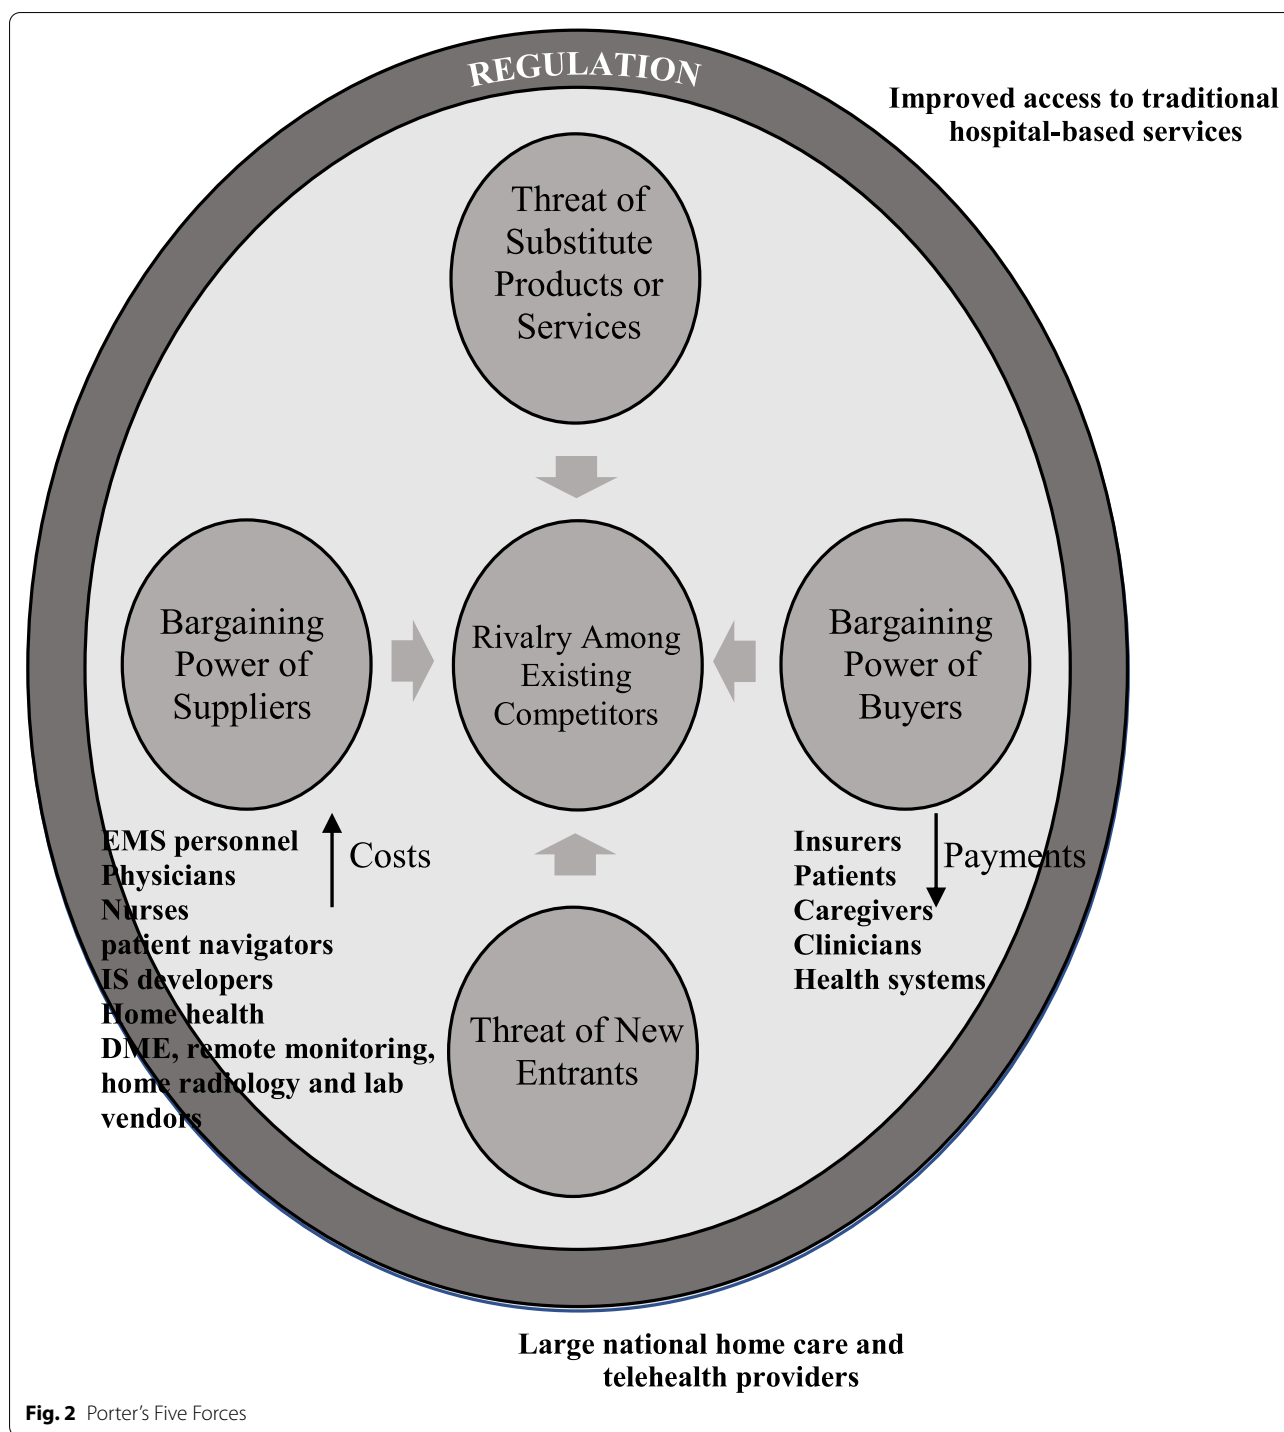 REGULATION
Improved access to traditional
hospital-based services
Threat of
Substitute
Products or
Services
Bargaining
Power of
Suppliers
Rivalry Among
Existing
Competitors
Bargaining
Power of
Buyers
EMS personnel
Physicians
Nurses
patient navigators
IS developers
Home health
DME, remote monitoring,
home radiology and lab
vendors
Costs
Insurers
Patients
Caregivers
Clinicians
Health systems
Payments
Threat of New
Entrants
Large national home care and
telehealth providers
Fig. 2 Porter’s Five Forces